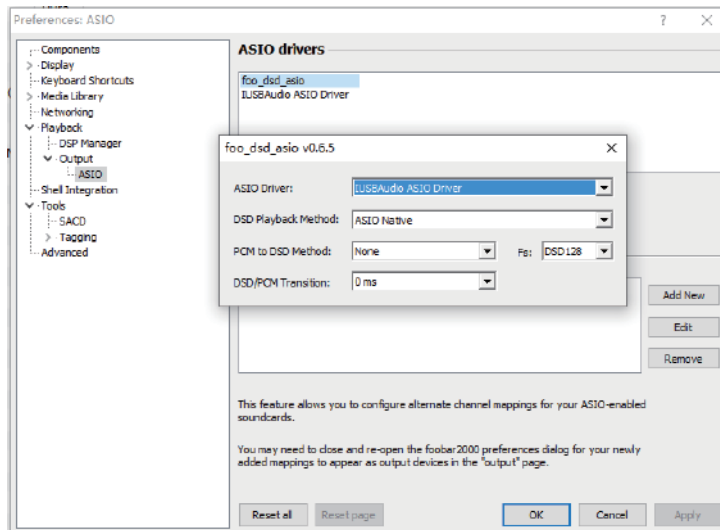 Preferences: ASIO
Components
Display
Keyboard Shortcuts
Media Library
Networking
Playback
DSP Manager
Output
ASIO
Shell Integration
Tools
SACD
Tagging
Advanced
ASIO drivers
foo_dsd_asio
IUSBAudio ASIO Driver
foo_dsd_asio v0.6.5
ASIO Driver: IUSBAudio ASIO Driver
DSD Playback Method: ASIO Native
PCM to DSD Method: None Fs: DSD128
DSD/PCM Transition: 0 ms
Add New
Edit
Remove
This feature allows you to configure alternate channel mappings for your ASIO-enabled
soundcards.
You may need to close and re-open the foobar2000 preferences dialog for your newly
added mappings to appear as output devices in the "output" page.
Reset all Reset page OK Cancel Apply